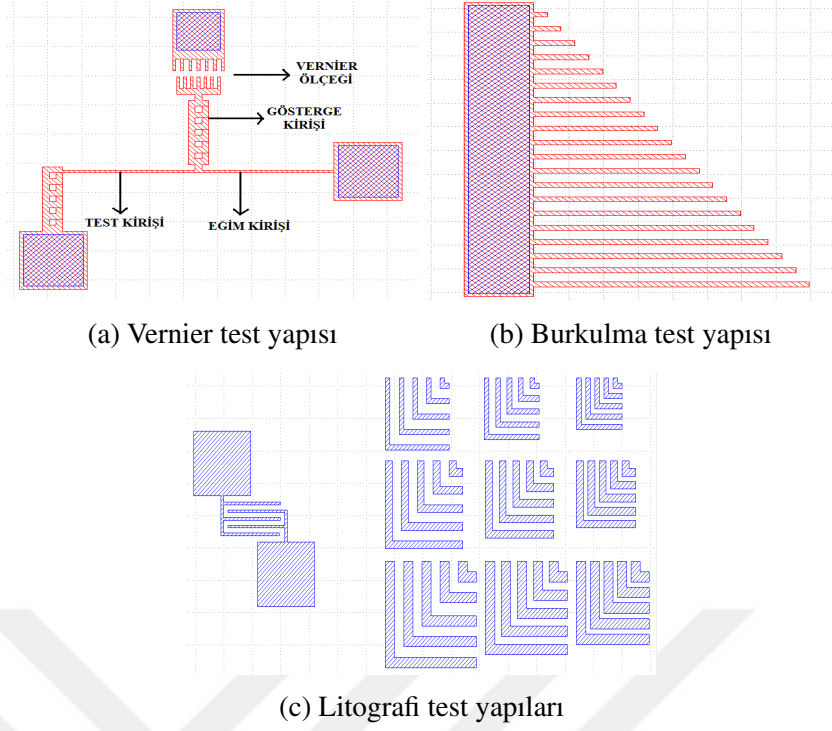 VERNİER
ÖLÇEĞİ
GÖSTERGE
KİRİŞİ
TEST KİRİŞİ
EĞİM KİRİŞİ
(a) Vernier test yapısı
(b) Burkulma test yapısı
(c) Litografi test yapıları